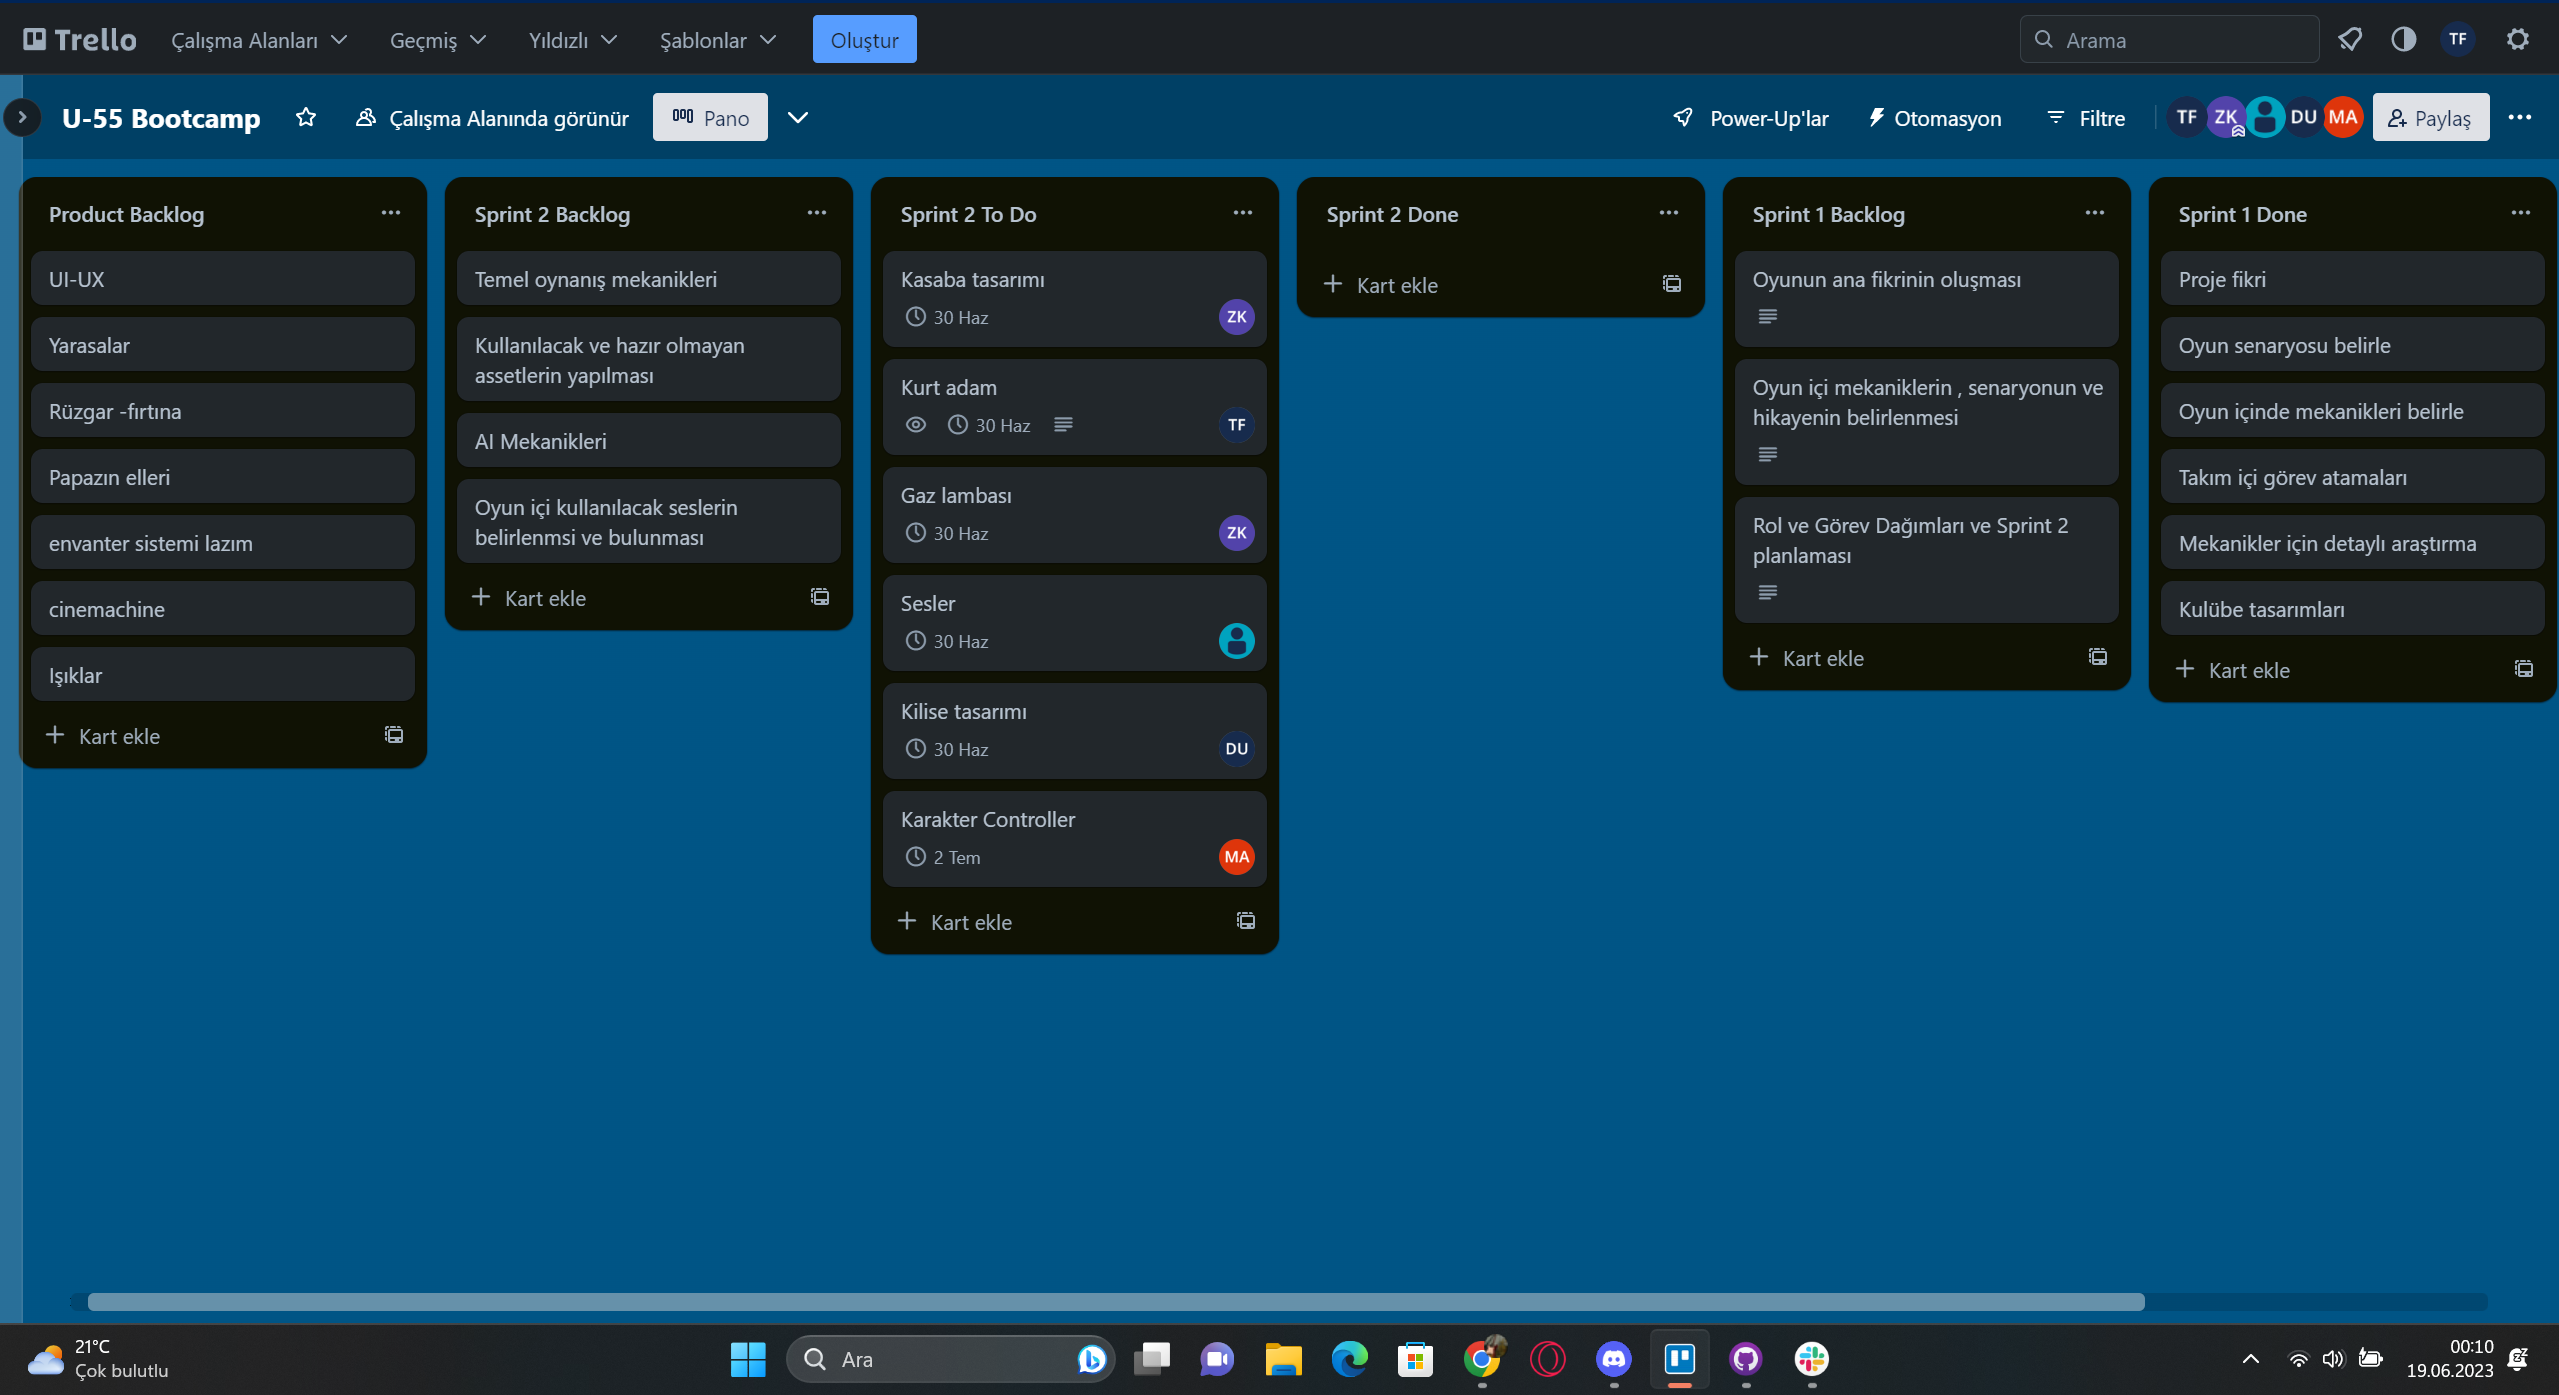 Trello
Çalışma Alanları
Geçmiş
Yıldızlı
Şablonlar
Oluştur
Arama
TF
U-55 Bootcamp
Çalışma Alanında görünür
Pano
Power-Up'lar
Otomasyon
Filtre
TF
ZK
DU
MA
Paylaş
Product Backlog
UI-UX
Yarasalar
Rüzgar -fırtına
Papazın elleri
envanter sistemi lazım
cinemachine
Işıklar
Kart ekle
Sprint 2 Backlog
Temel oynanış mekanikleri
Kullanılacak ve hazır olmayan
assetlerin yapılması
AI Mekanikleri
Oyun içi kullanılacak seslerin
belirlenmsi ve bulunması
Kart ekle
Sprint 2 To Do
Kasaba tasarımı
30 Haz
ZK
Kurt adam
30 Haz
TF
Gaz lambası
30 Haz
ZK
Sesler
30 Haz
Kilise tasarımı
30 Haz
DU
Karakter Controller
2 Tem
MA
Kart ekle
Sprint 2 Done
Kart ekle
Sprint 1 Backlog
Oyunun ana fikrinin oluşması
Oyun içi mekaniklerin , senaryonun ve
hikayenin belirlenmesi
Rol ve Görev Dağımları ve Sprint 2
planlaması
Kart ekle
Sprint 1 Done
Proje fikri
Oyun senaryosu belirle
Oyun içinde mekanikleri belirle
Takım içi görev atamaları
Mekanikler için detaylı araştırma
Kulübe tasarımları
Kart ekle
21°C
Çok bulutlu
Ara
00:10
19.06.2023